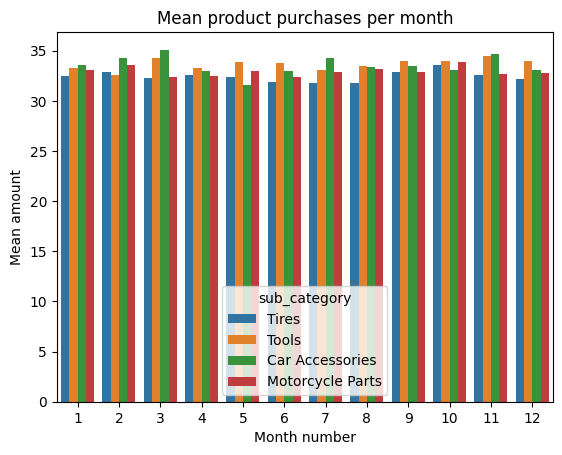 Mean product purchases per month
Mean amount
35
30
25
20
15
10
5
0
sub_category
Tires
Tools
Car Accessories
Motorcycle Parts
1 2 3 4 5 6 7 8 9 10 11 12
Month number